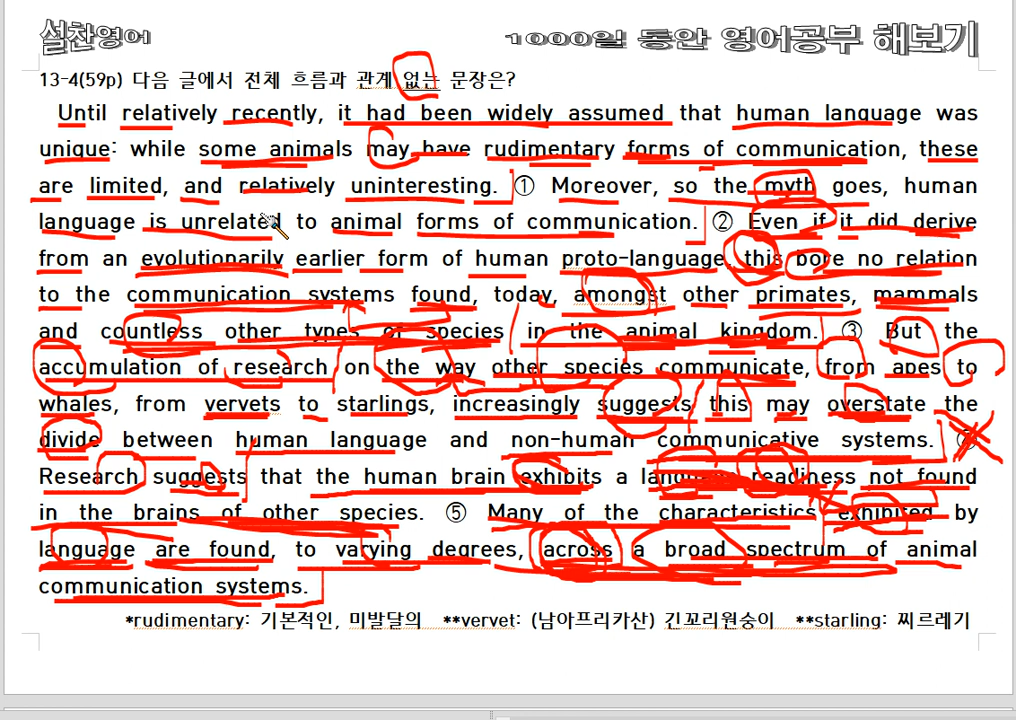 설찬영어 1000일 동안 영어공부 해보기
13-4(59p) 다음 글에서 전체 흐름과 관계 없는 문장은?
Until relatively recently, it had been widely assumed that human language was
unique: while some animals may have rudimentary forms of communication, these
are limited, and relatively uninteresting. ① Moreover, so the myth goes, human
language is unrelated to animal forms of communication. ② Even if it did derive
from an evolutionarily earlier form of human proto-language, this bore no relation
to the communication systems found, today, amongst other primates, mammals
and countless other types of species in the animal kingdom. ③ But the
accumulation of research on the way other species communicate, from apes to
whales, from vervets to starlings, increasingly suggests this may overstate the
divide between human language and non-human communicative systems. ④
Research suggests that the human brain exhibits a language readiness not found
in the brains of other species. ⑤ Many of the characteristics exhibited by
language are found, to varying degrees, across a broad spectrum of animal
communication systems.
*rudimentary: 기본적인, 미발달의 **vervet: (남아프리카산) 긴꼬리원숭이 **starling: 찌르레기